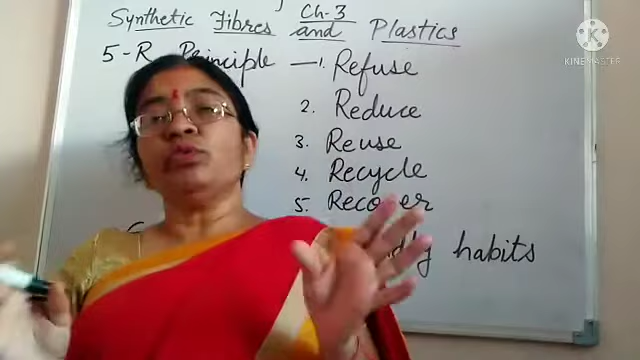 Ch-3
Synthetic Fibres and Plastics
5-R Principle — 1. Refuse
2. Reduce
3. Reuse
4. Recycle
5. Recover
habits
KINEMASTER